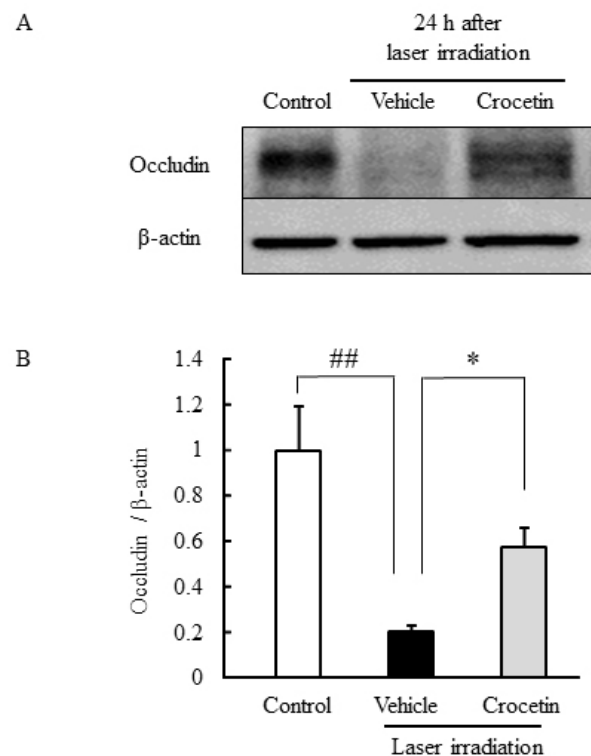 A
24 h after
laser irradiation
Control Vehicle Crocetin
Occludin
β-actin
B
Occludin / β-actin
1.4
1.2
1
0.8
0.6
0.4
0.2
0
## *
Control Vehicle Crocetin
Laser irradiation